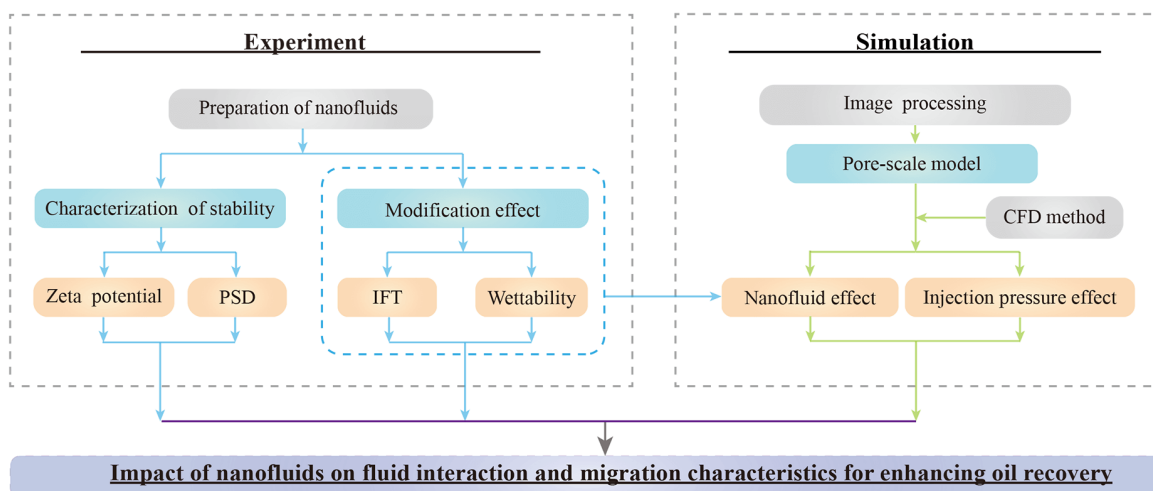 Experiment
Preparation of nanofluids
Characterization of stability
Modification effect
Zeta potential
PSD
IFT
Wettability
Simulation
Image processing
Pore-scale model
CFD method
Nanofluid effect
Injection pressure effect
Impact of nanofluids on fluid interaction and migration characteristics for enhancing oil recovery